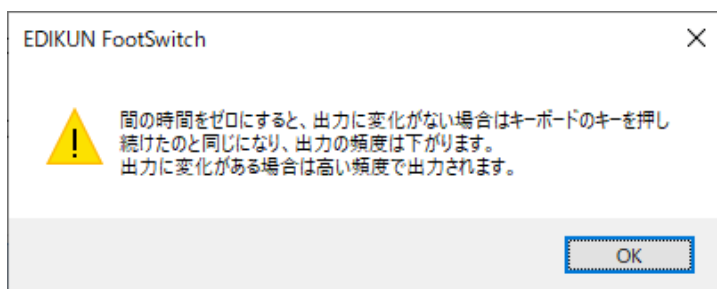 EDIKUN FootSwitch
間の時間をゼロにすると、出力に変化がない場合はキーボードのキーを押し
続けたのと同じになり、出力の頻度は下がります。
出力に変化がある場合は高い頻度で出力されます。
OK